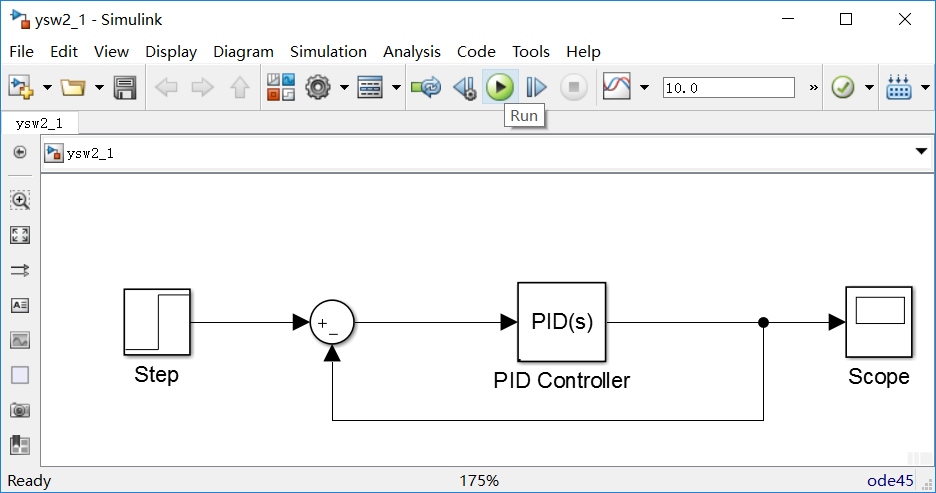 ysw2_1 - Simulink
File Edit View Display Diagram Simulation Analysis Code Tools Help
10.0 »
Run
ysw2_1
ysw2_1
A
+
_
PID(s)
Step
PID Controller
Scope
Ready 175% ode45